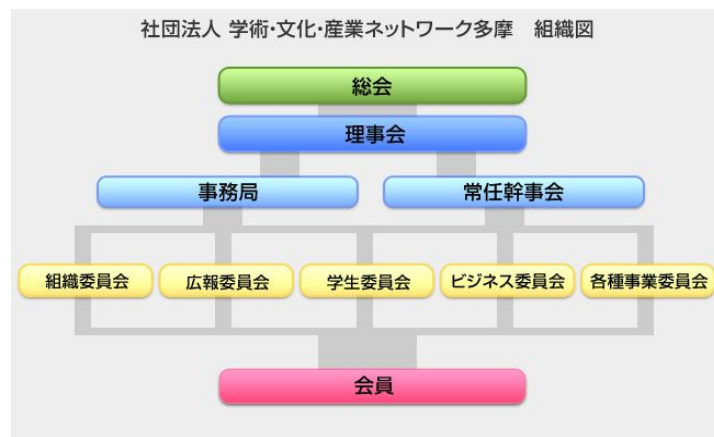 社団法人 学術・文化・産業ネットワーク多摩　組織図
総会
理事会
事務局
常任幹事会
組織委員会
広報委員会
学生委員会
ビジネス委員会
各種事業委員会
会員